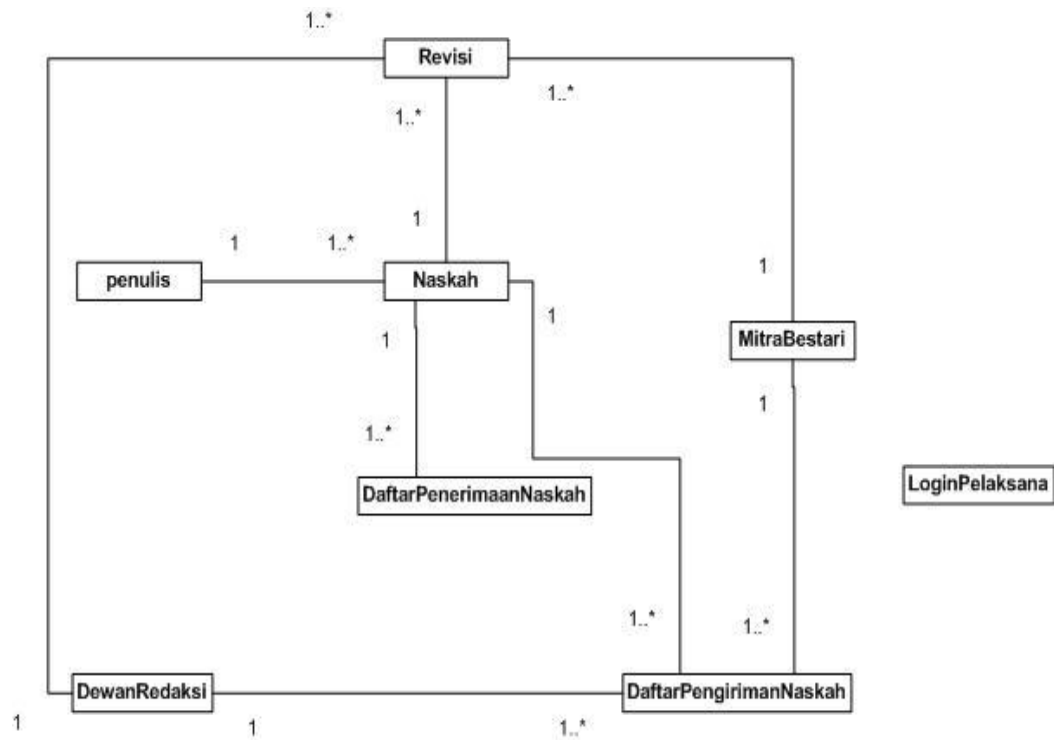 1..*
Revisi
1..*
1..*
1
1
1..*
1
penulis
Naskah
1
1
MitraBestari
1
1..*
LoginPelaksana
DaftarPenerimaanNaskah
1..*
1..*
DewanRedaksi
DaftarPengirimanNaskah
1
1
1..*